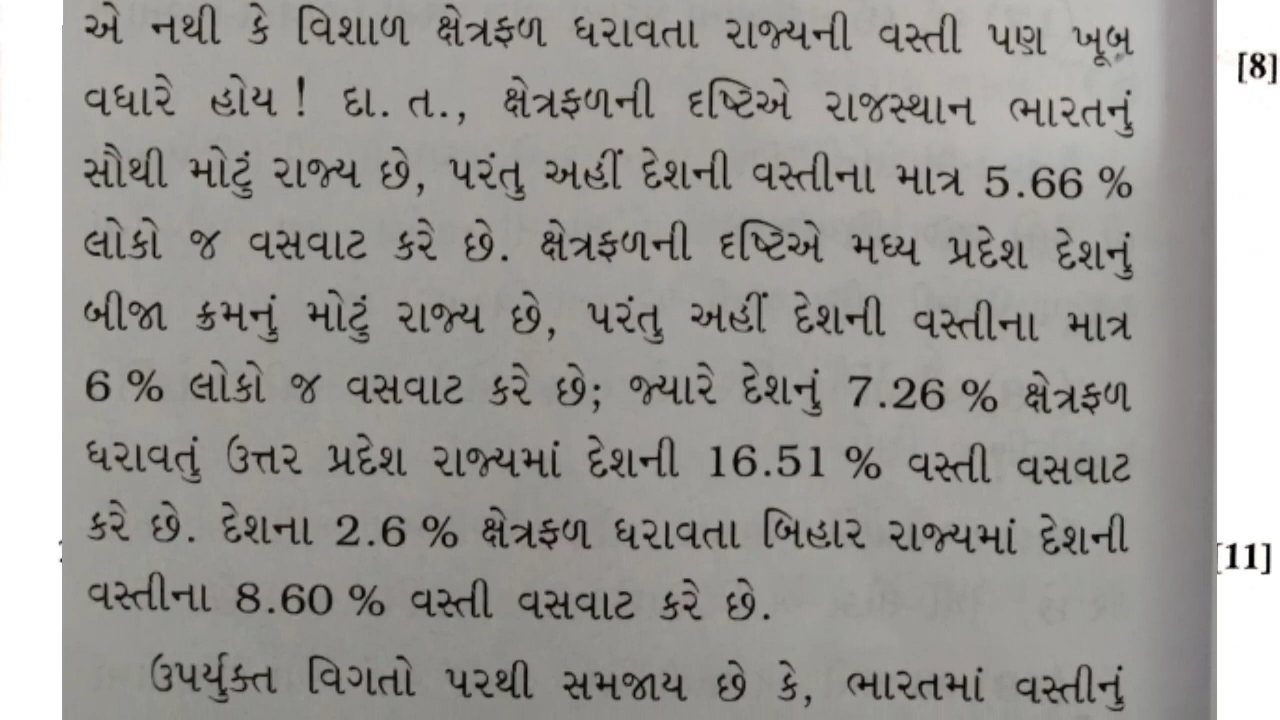 એ નથી કે વિશાળ ક્ષેત્રફળ ધરાવતા રાજ્યની વસ્તી પણ ખૂબ
[8]
વધારે હોય ! દા. ત., ક્ષેત્રફળની દૃષ્ટિએ રાજસ્થાન ભારતનું
સૌથી મોટું રાજ્ય છે, પરંતુ અહીં દેશની વસ્તીના માત્ર 5.66 %
લોકો જ વસવાટ કરે છે. ક્ષેત્રફળની દૃષ્ટિએ મધ્ય પ્રદેશ દેશનું
બીજા ક્રમનું મોટું રાજ્ય છે, પરંતુ અહીં દેશની વસ્તીના માત્ર
6 % લોકો જ વસવાટ કરે છે; જ્યારે દેશનું 7.26 % ક્ષેત્રફળ
ધરાવતું ઉત્તર પ્રદેશ રાજ્યમાં દેશની 16.51 % વસ્તી વસવાટ
કરે છે. દેશના 2.6 % ક્ષેત્રફળ ધરાવતા બિહાર રાજ્યમાં દેશની
[11]
વસ્તીના 8.60 % વસ્તી વસવાટ કરે છે.
ઉપર્યુક્ત વિગતો પરથી સમજાય છે કે, ભારતમાં વસ્તીનું